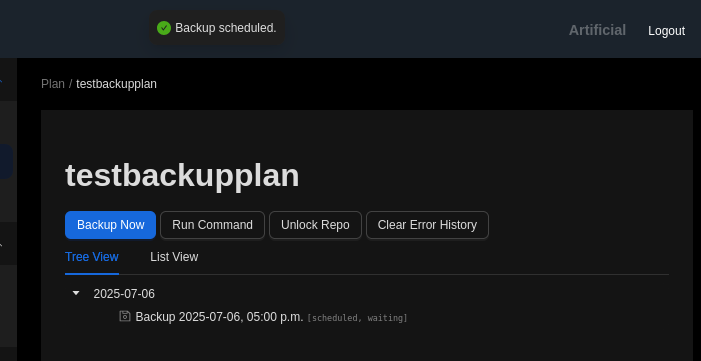 Backup scheduled.
Artificial Logout
Plan / testbackupplan
testbackupplan
Backup Now Run Command Unlock Repo Clear Error History
Tree View List View
2025-07-06
Backup 2025-07-06, 05:00 p.m. [scheduled, waiting]